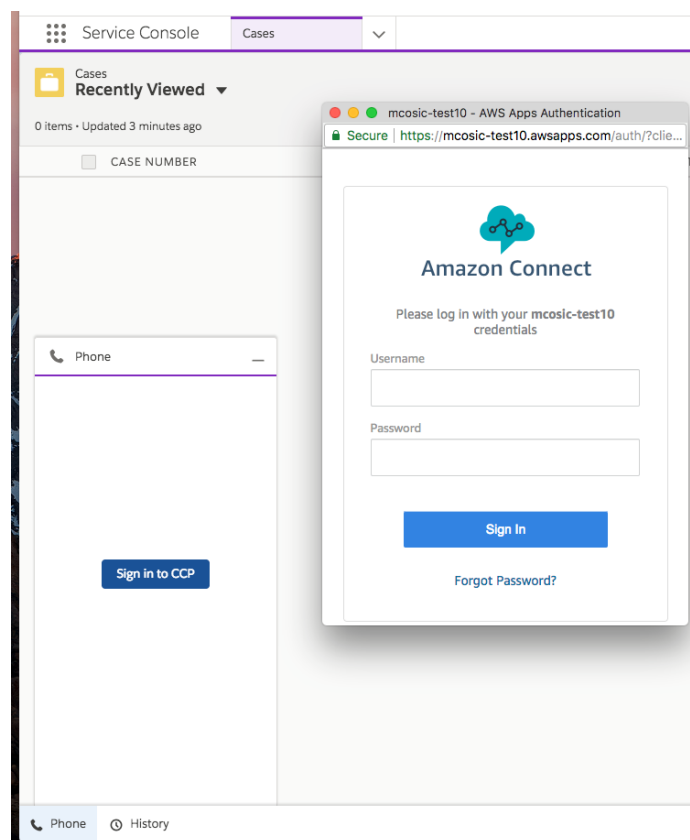 Service Console
Cases
Cases
Recently Viewed
0 items • Updated 3 minutes ago
CASE NUMBER
mcosic-test10 - AWS Apps Authentication
Secure | https://mcosic-test10.awsapps.com/auth/?clie...
Amazon Connect
Please log in with your mcosic-test10
credentials
Username
Password
Sign In
Forgot Password?
Phone
Sign in to CCP
Phone
History